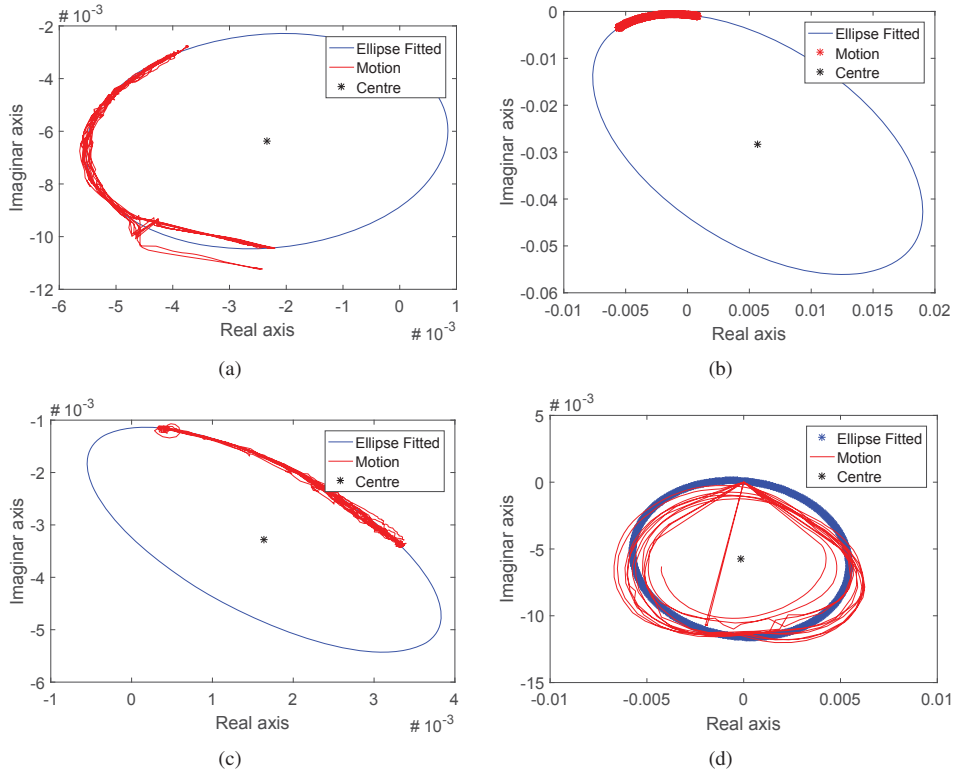 # 10⁻³
-2
-4
-6
-8
-10
-12
Imaginar axis
-6
-5
-4
-3
-2
-1
0
1
Real axis
# 10⁻³
Ellipse Fitted
Motion
Centre
(a)
0
-0.01
-0.02
-0.03
-0.04
-0.05
-0.06
Imaginar axis
-0.01
-0.005
0
0.005
0.01
0.015
0.02
Real axis
Ellipse Fitted
Motion
Centre
(b)
# 10⁻³
-1
-2
-3
-4
-5
-6
Imaginar axis
-1
0
1
2
3
4
Real axis
# 10⁻³
Ellipse Fitted
Motion
Centre
(c)
# 10⁻³
5
0
-5
-10
-15
Imaginar axis
-0.01
-0.005
0
0.005
0.01
Real axis
Ellipse Fitted
Motion
Centre
(d)